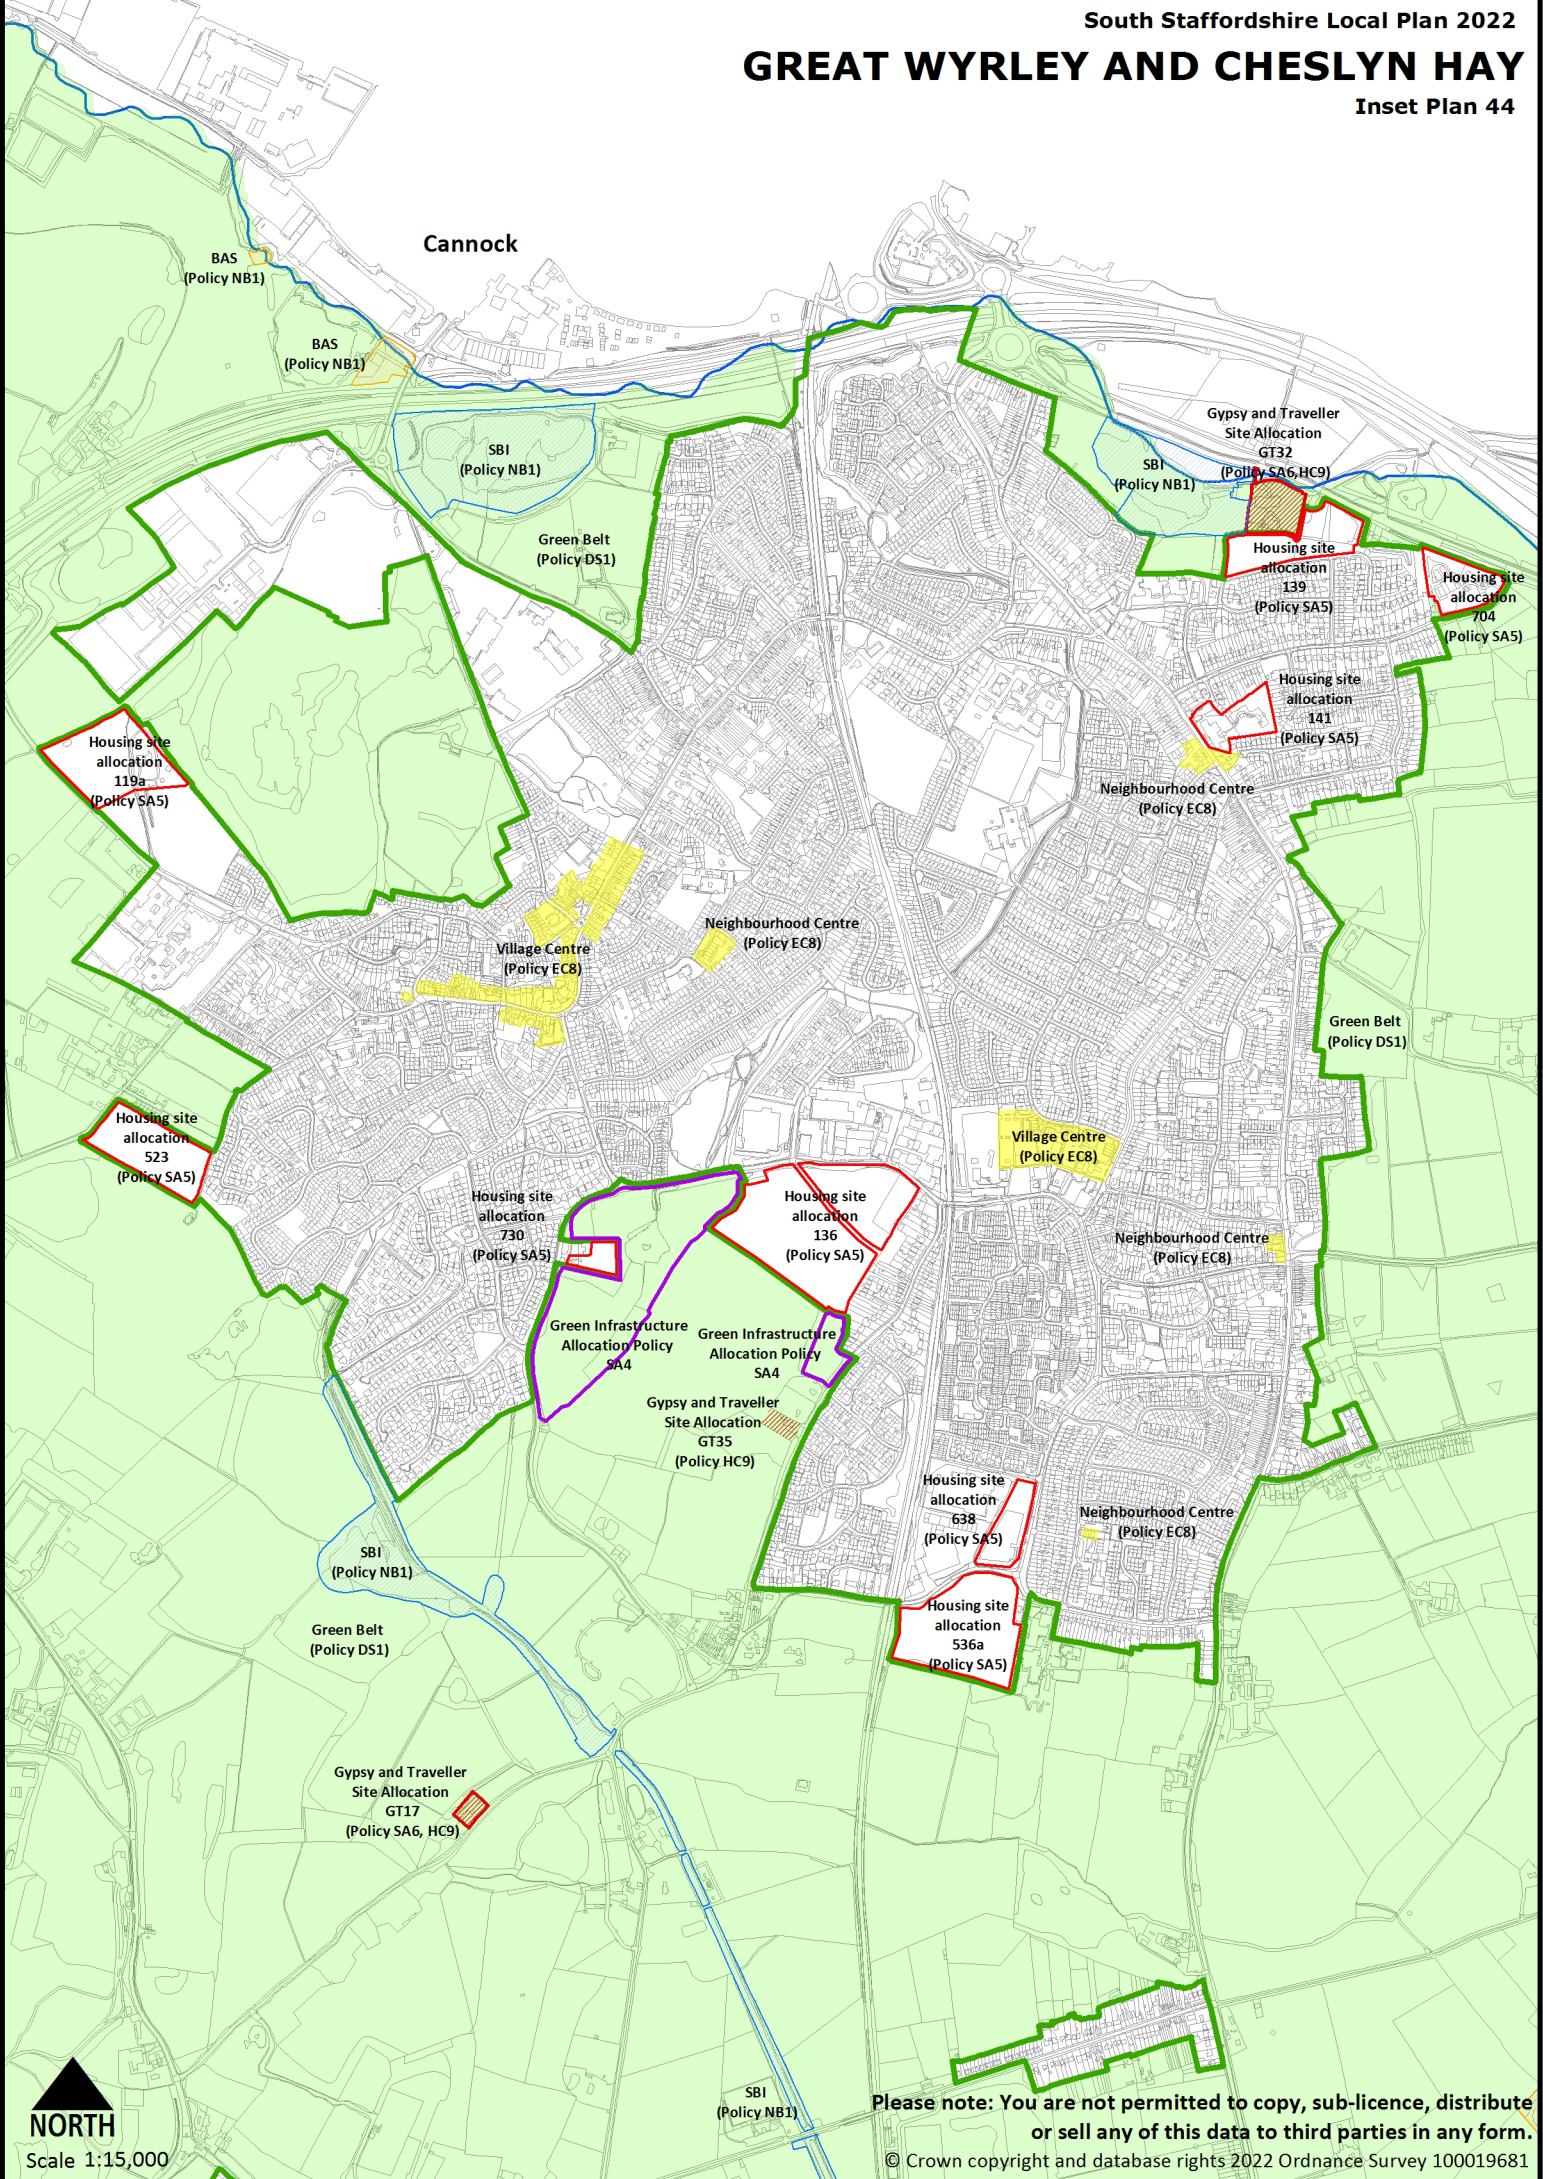 South Staffordshire Local Plan 2022
GREAT WYRLEY AND CHESLYN HAY
Inset Plan 44
Cannock
BAS
(Policy NB1)
BAS
(Policy NB1)
SBI
(Policy NB1)
Green Belt
(Policy DS1)
Gypsy and Traveller
Site Allocation
GT32
(Policy SA6,HC9)
SBI
(Policy NB1)
Housing site
allocation
139
(Policy SA5)
Housing site
allocation
704
(Policy SA5)
Housing site
allocation
141
(Policy SA5)
Neighbourhood Centre
(Policy EC8)
Housing site
allocation
119a
(Policy SA5)
Village Centre
(Policy EC8)
Neighbourhood Centre
(Policy EC8)
Green Belt
(Policy DS1)
Housing site
allocation
523
(Policy SA5)
Village Centre
(Policy EC8)
Housing site
allocation
730
(Policy SA5)
Housing site
allocation
136
(Policy SA5)
Neighbourhood Centre
(Policy EC8)
Green Infrastructure
Allocation Policy
SA4
Green Infrastructure
Allocation Policy
SA4
Gypsy and Traveller
Site Allocation
GT35
(Policy HC9)
Housing site
allocation
638
(Policy SA5)
Neighbourhood Centre
(Policy EC8)
SBI
(Policy NB1)
Housing site
allocation
536a
(Policy SA5)
Green Belt
(Policy DS1)
Gypsy and Traveller
Site Allocation
GT17
(Policy SA6, HC9)
SBI
(Policy NB1)
NORTH
Scale 1:15,000
Please note: You are not permitted to copy, sub-licence, distribute
or sell any of this data to third parties in any form.
© Crown copyright and database rights 2022 Ordnance Survey 100019681